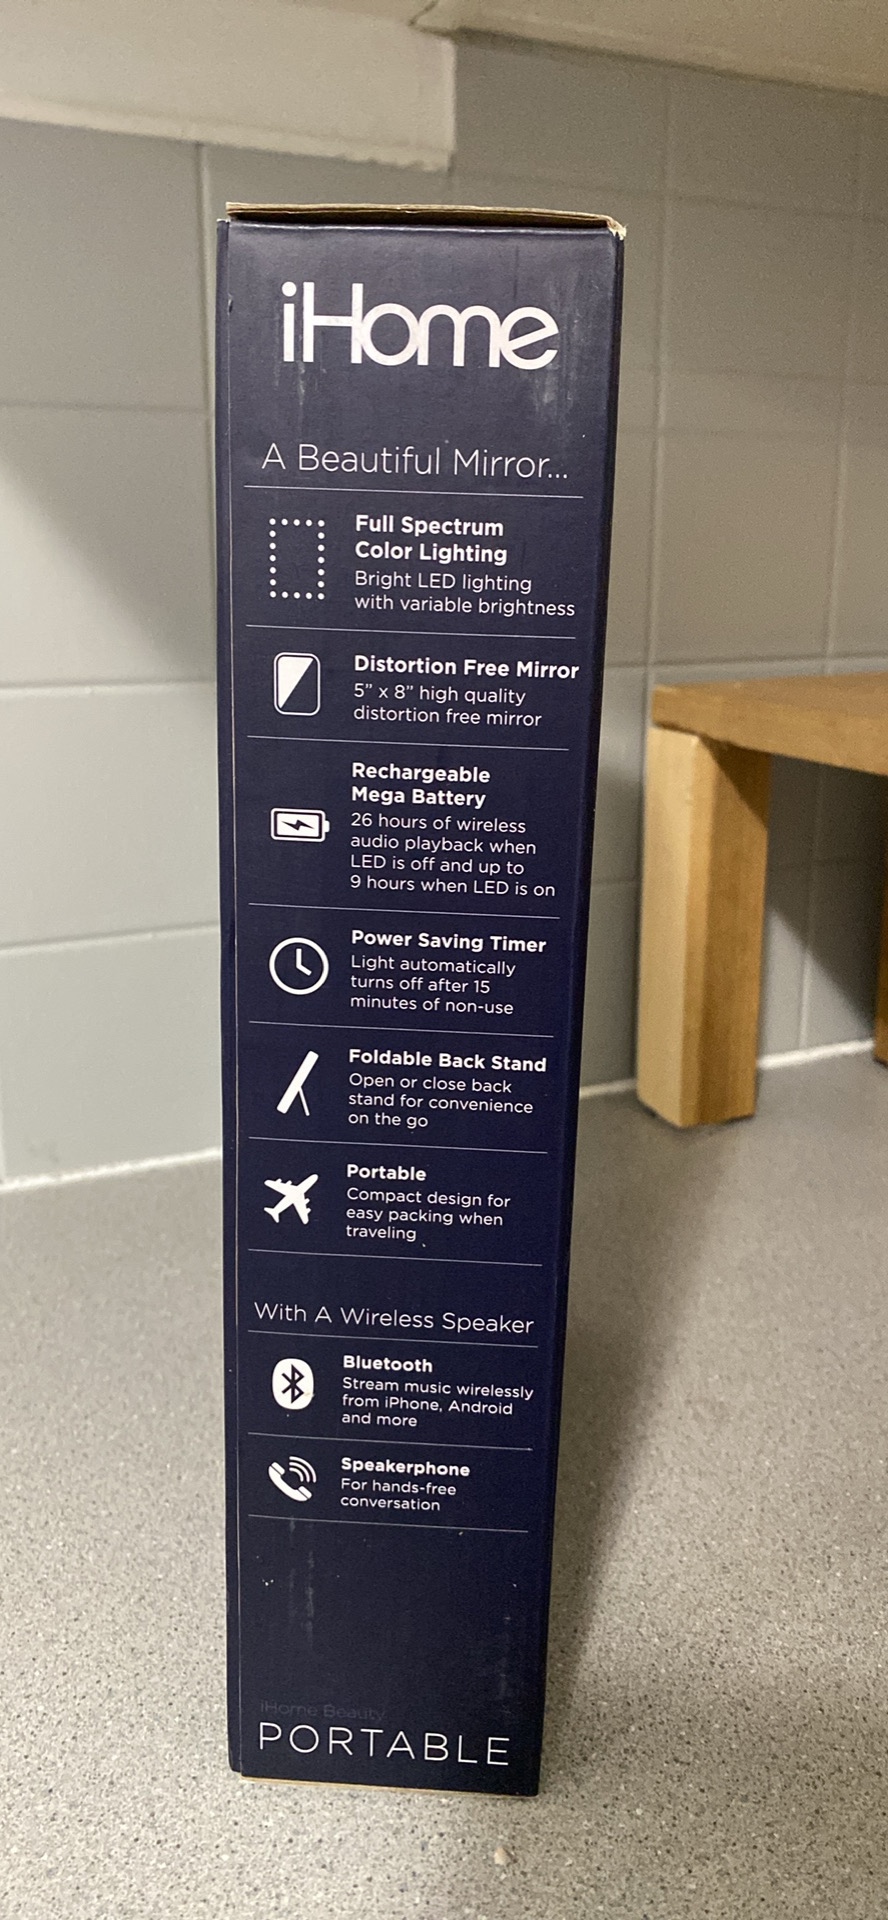 iHome
A Beautiful Mirror...
Full Spectrum
Color Lighting
Bright LED lighting
with variable brightness
Distortion Free Mirror
5” x 8” high quality
distortion free mirror
Rechargeable
Mega Battery
26 hours of wireless
audio playback when
LED is off and up to
9 hours when LED is on
Power Saving Timer
Light automatically
turns off after 15
minutes of non-use
Foldable Back Stand
Open or close back
stand for convenience
on the go
Portable
Compact design for
easy packing when
traveling
With A Wireless Speaker
Bluetooth
Stream music wirelessly
from iPhone, Android
and more
Speakerphone
For hands-free
conversation
iHome Beauty
PORTABLE